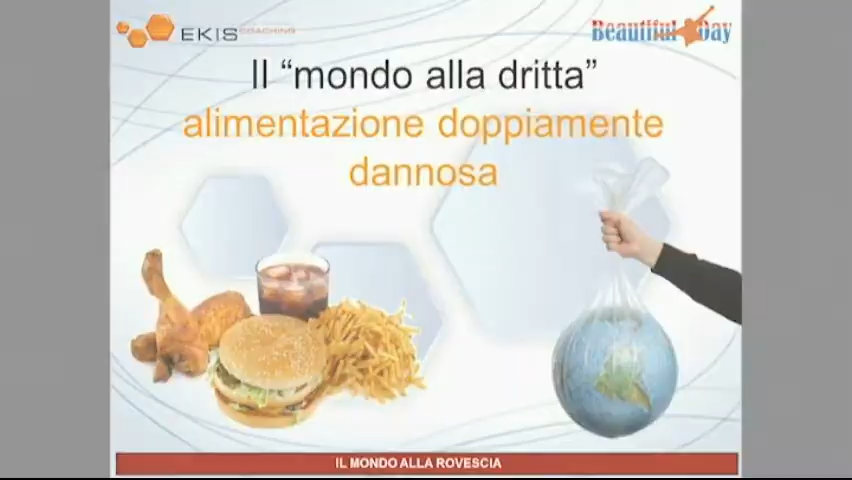 EKIS COACHING
Beautiful Day
Il “mondo alla dritta”
alimentazione doppiamente
dannosa
IL MONDO ALLA ROVESCIA